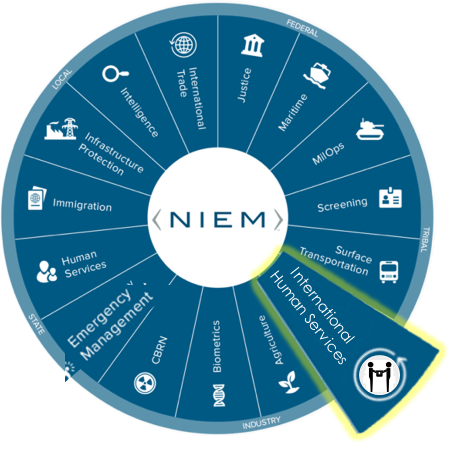 FEDERAL
LOCAL
TRIBAL
STATE
INDUSTRY
Justice
Maritime
MilOps
Screening
Surface
Transportation
International
Human Services
Agriculture
Biometrics
CBRN
Emergency
Management
Human
Services
Immigration
Infrastructure
Protection
Intelligence
International
Trade
NIEM